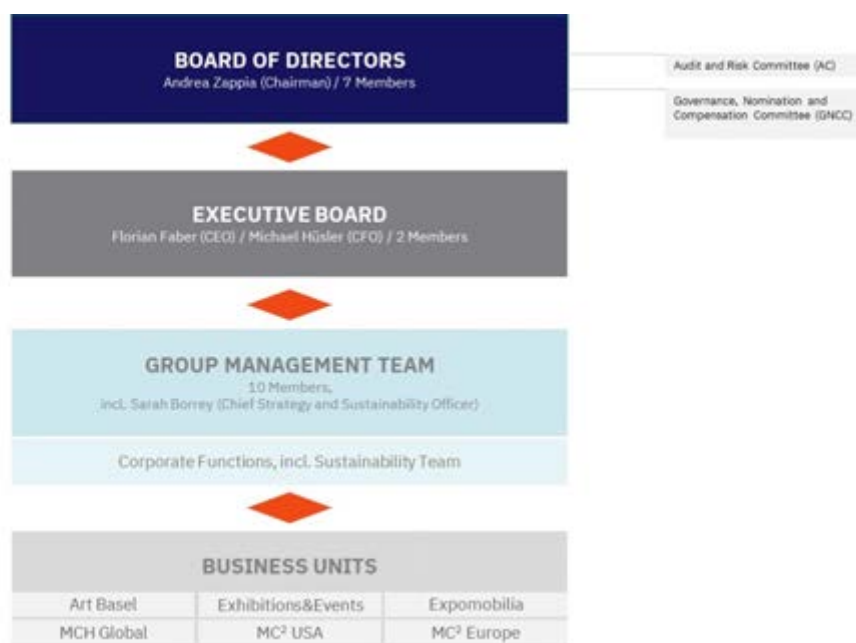 BOARD OF DIRECTORS
Andrea Zappia (Chairman) / 7 Members
Audit and Risk Committee (AC)
Governance, Nomination and
Compensation Committee (GNCC)
EXECUTIVE BOARD
Florian Faber (CEO) / Michael Hüsler (CFO) / 2 Members
GROUP MANAGEMENT TEAM
10 Members,
incl. Sarah Borrey (Chief Strategy and Sustainability Officer)
Corporate Functions, incl. Sustainability Team
BUSINESS UNITS
Art Basel Exhibitions&Events Expomobilia
MCH Global MC² USA MC² Europe